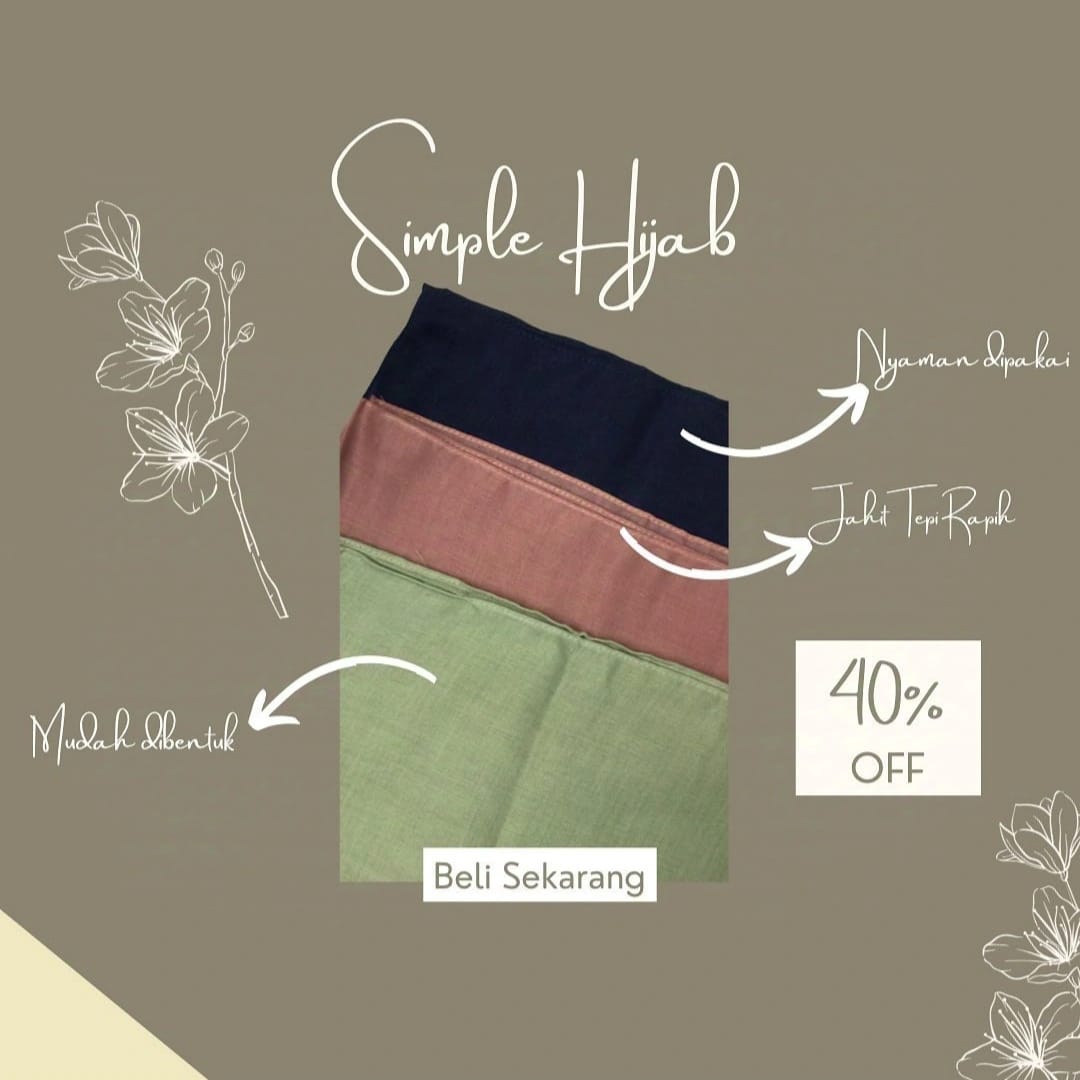 Simple Hijab
Nyaman dipakai
Jahit Tepi Rapih
Mudah dibentuk
40%
OFF
Beli Sekarang